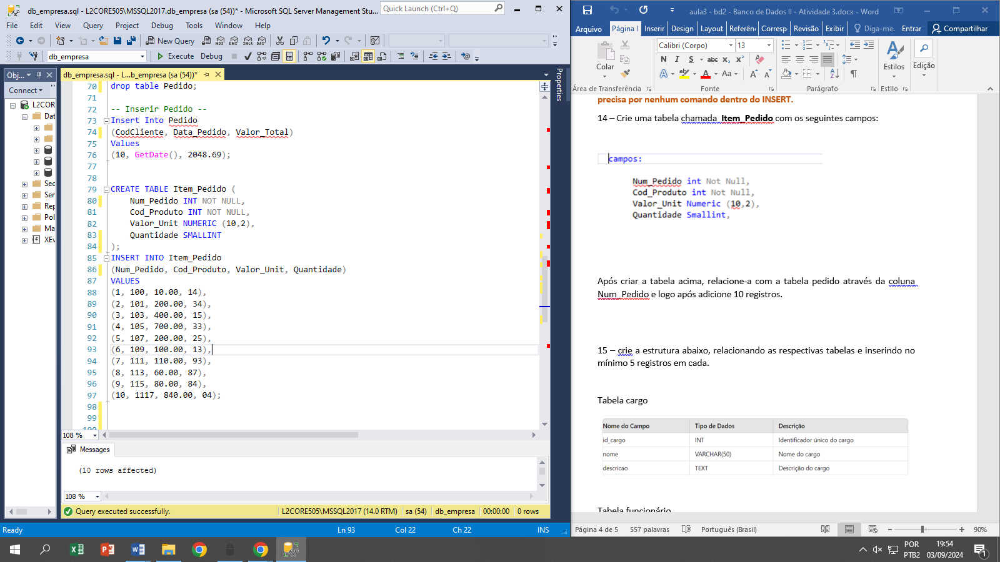 db_empresa.sql - L2CORE505\MSSQL2017.db_empresa (sa (54))* - Microsoft SQL Server Management Stu...
Quick Launch (Ctrl+Q)
File Edit View Query Project Debug Tools Window Help
New Query
MDX DMX XMLA DAX
db_empresa
Execute Debug
Obj...
db_empresa.sql - L...b_empresa (sa (54))*
Properties
Connect
L2COR
Dat
Sec
Ser
Rep
Pol
Ma
XEv
70 drop table Pedido;
71
72 -- Inserir Pedido --
73 Insert Into Pedido
74 (CodCliente, Data_Pedido, Valor_Total)
75 Values
76 (10, GetDate(), 2048.69);
77
78
79 CREATE TABLE Item_Pedido (
80 Num_Pedido INT NOT NULL,
81 Cod_Produto INT NOT NULL,
82 Valor_Unit NUMERIC (10,2),
83 Quantidade SMALLINT
84 );
85 INSERT INTO Item_Pedido
86 (Num_Pedido, Cod_Produto, Valor_Unit, Quantidade)
87 VALUES
88 (1, 100, 10.00, 14),
89 (2, 101, 200.00, 34),
90 (3, 103, 400.00, 15),
91 (4, 105, 700.00, 33),
92 (5, 107, 200.00, 25),
93 (6, 109, 100.00, 13),
94 (7, 111, 110.00, 93),
95 (8, 113, 60.00, 87),
96 (9, 115, 80.00, 84),
97 (10, 1117, 840.00, 04);
98
99
100
108 %
Messages
(10 rows affected)
108 %
Query executed successfully. L2CORE505\MSSQL2017 (14.0 RTM) sa (54) db_empresa 00:00:00 0 rows
Ready Ln 93 Col 22 Ch 22 INS
aula3 - bd2 - Banco de Dados II - Atividade 3.docx - Word
Arquivo Página I Inserir Design Layout Referên Corresp Revisão Exibir Diga-me. Entrar Compartilhar
Colar
Calibri (Corpo) 13
N I S abc x₂ x²
A A Aa A A
Estilos
Edição
Área de Transferência Fonte Parágrafo Estilo
precisa por nenhum comando dentro do INSERT.
14 – Crie uma tabela chamada Item_Pedido com os seguintes campos:
campos:
Num_Pedido int Not Null,
Cod_Produto int Not Null,
Valor_Unit Numeric (10,2),
Quantidade Smallint,
Após criar a tabela acima, relacione-a com a tabela pedido através da coluna
Num_Pedido e logo após adicione 10 registros.
15 – crie a estrutura abaixo, relacionando as respectivas tabelas e inserindo no
mínimo 5 registros em cada.
Tabela cargo
Nome do Campo Tipo de Dados Descrição
id_cargo INT Identificador único do cargo
nome VARCHAR(50) Nome do cargo
descricao TEXT Descrição do cargo
Tabela funcionário
Página 4 de 5 557 palavras Português (Brasil) 90%
POR
PTB2
19:54
03/09/2024
1